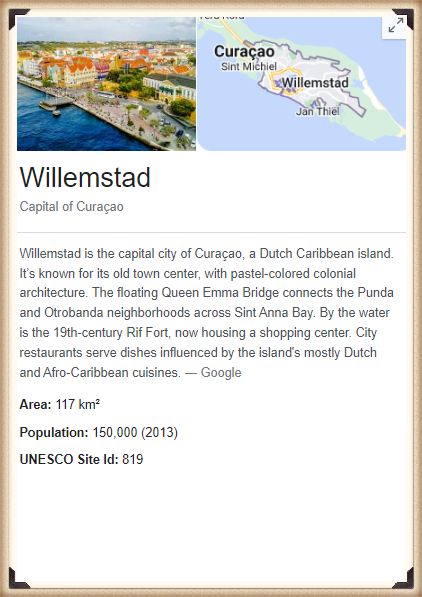 Curaçao
Sint Michiel
Willemstad
Jan Thiel
Willemstad
Capital of Curaçao
Willemstad is the capital city of Curaçao, a Dutch Caribbean island.
It’s known for its old town center, with pastel-colored colonial
architecture. The floating Queen Emma Bridge connects the Punda
and Otrobanda neighborhoods across Sint Anna Bay. By the water
is the 19th-century Rif Fort, now housing a shopping center. City
restaurants serve dishes influenced by the island's mostly Dutch
and Afro-Caribbean cuisines. — Google
Area: 117 km²
Population: 150,000 (2013)
UNESCO Site Id: 819